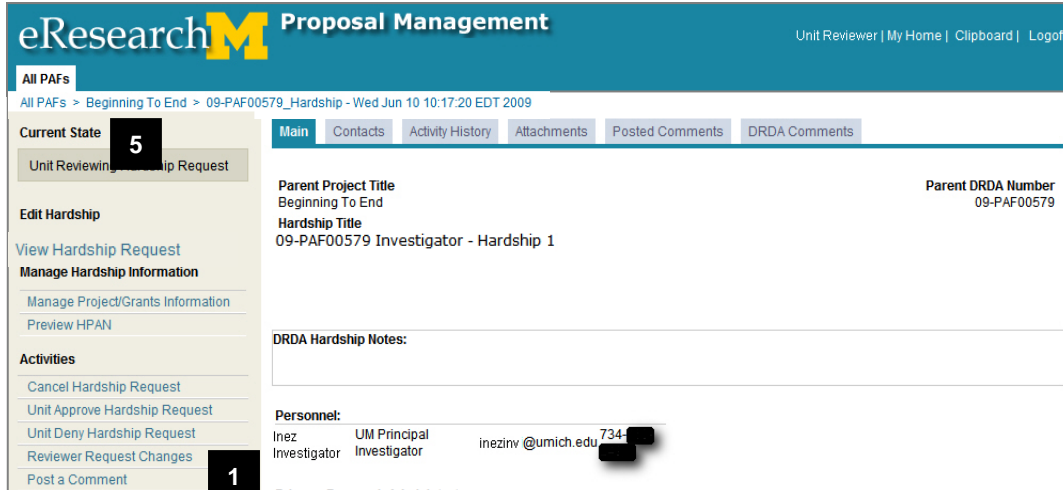 eResearch M Proposal Management
Unit Reviewer | My Home | Clipboard | Logoff
All PAFs
All PAFs > Beginning To End > 09-PAF00579_Hardship - Wed Jun 10 10:17:20 EDT 2009
Current State
5
Unit Reviewing Hardship Request
Edit Hardship
View Hardship Request
Manage Hardship Information
Manage Project/Grants Information
Preview HPAN
Activities
Cancel Hardship Request
Unit Approve Hardship Request
Unit Deny Hardship Request
Reviewer Request Changes
Post a Comment
1
Main Contacts Activity History Attachments Posted Comments DRDA Comments
Parent Project Title
Beginning To End
Parent DRDA Number
09-PAF00579
Hardship Title
09-PAF00579 Investigator - Hardship 1
DRDA Hardship Notes:
Personnel:
Inez Investigator
UM Principal Investigator
inezinv @umich.edu
734-